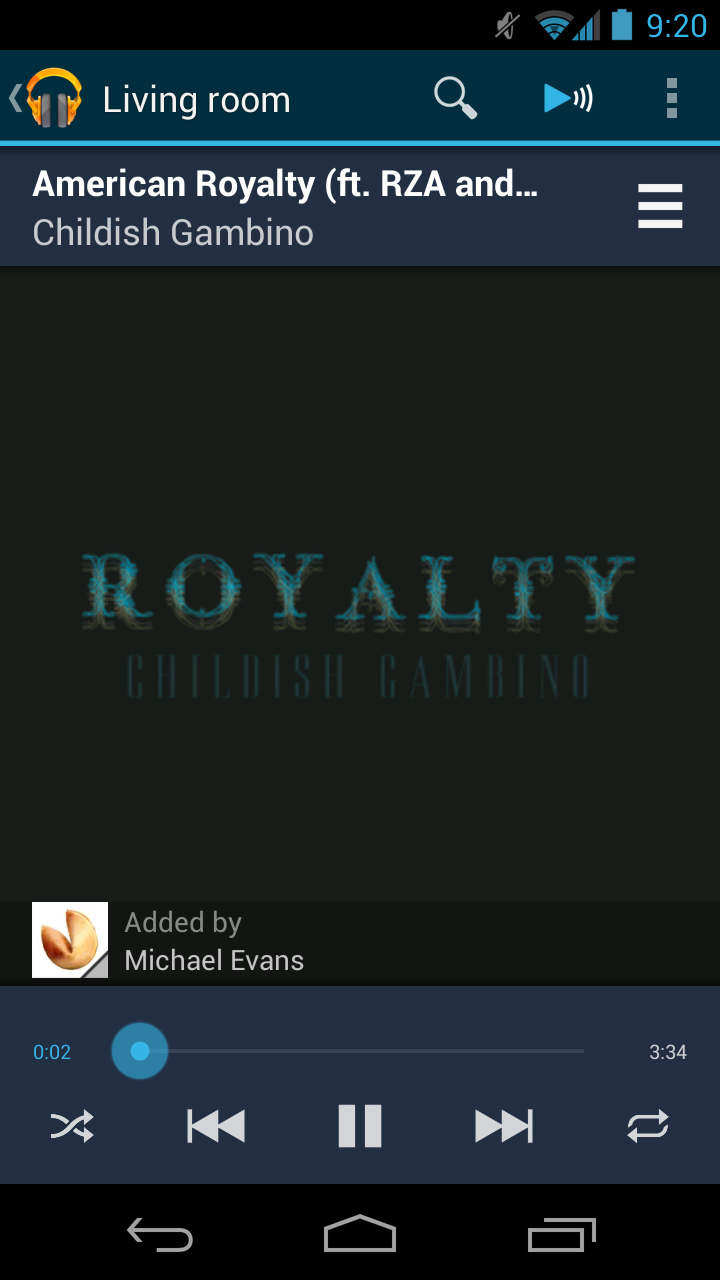 9:20
Living room
American Royalty (ft. RZA and...
Childish Gambino
ROYALTY
CHILDISH GAMBINO
Added by
Michael Evans
0:02 3:34